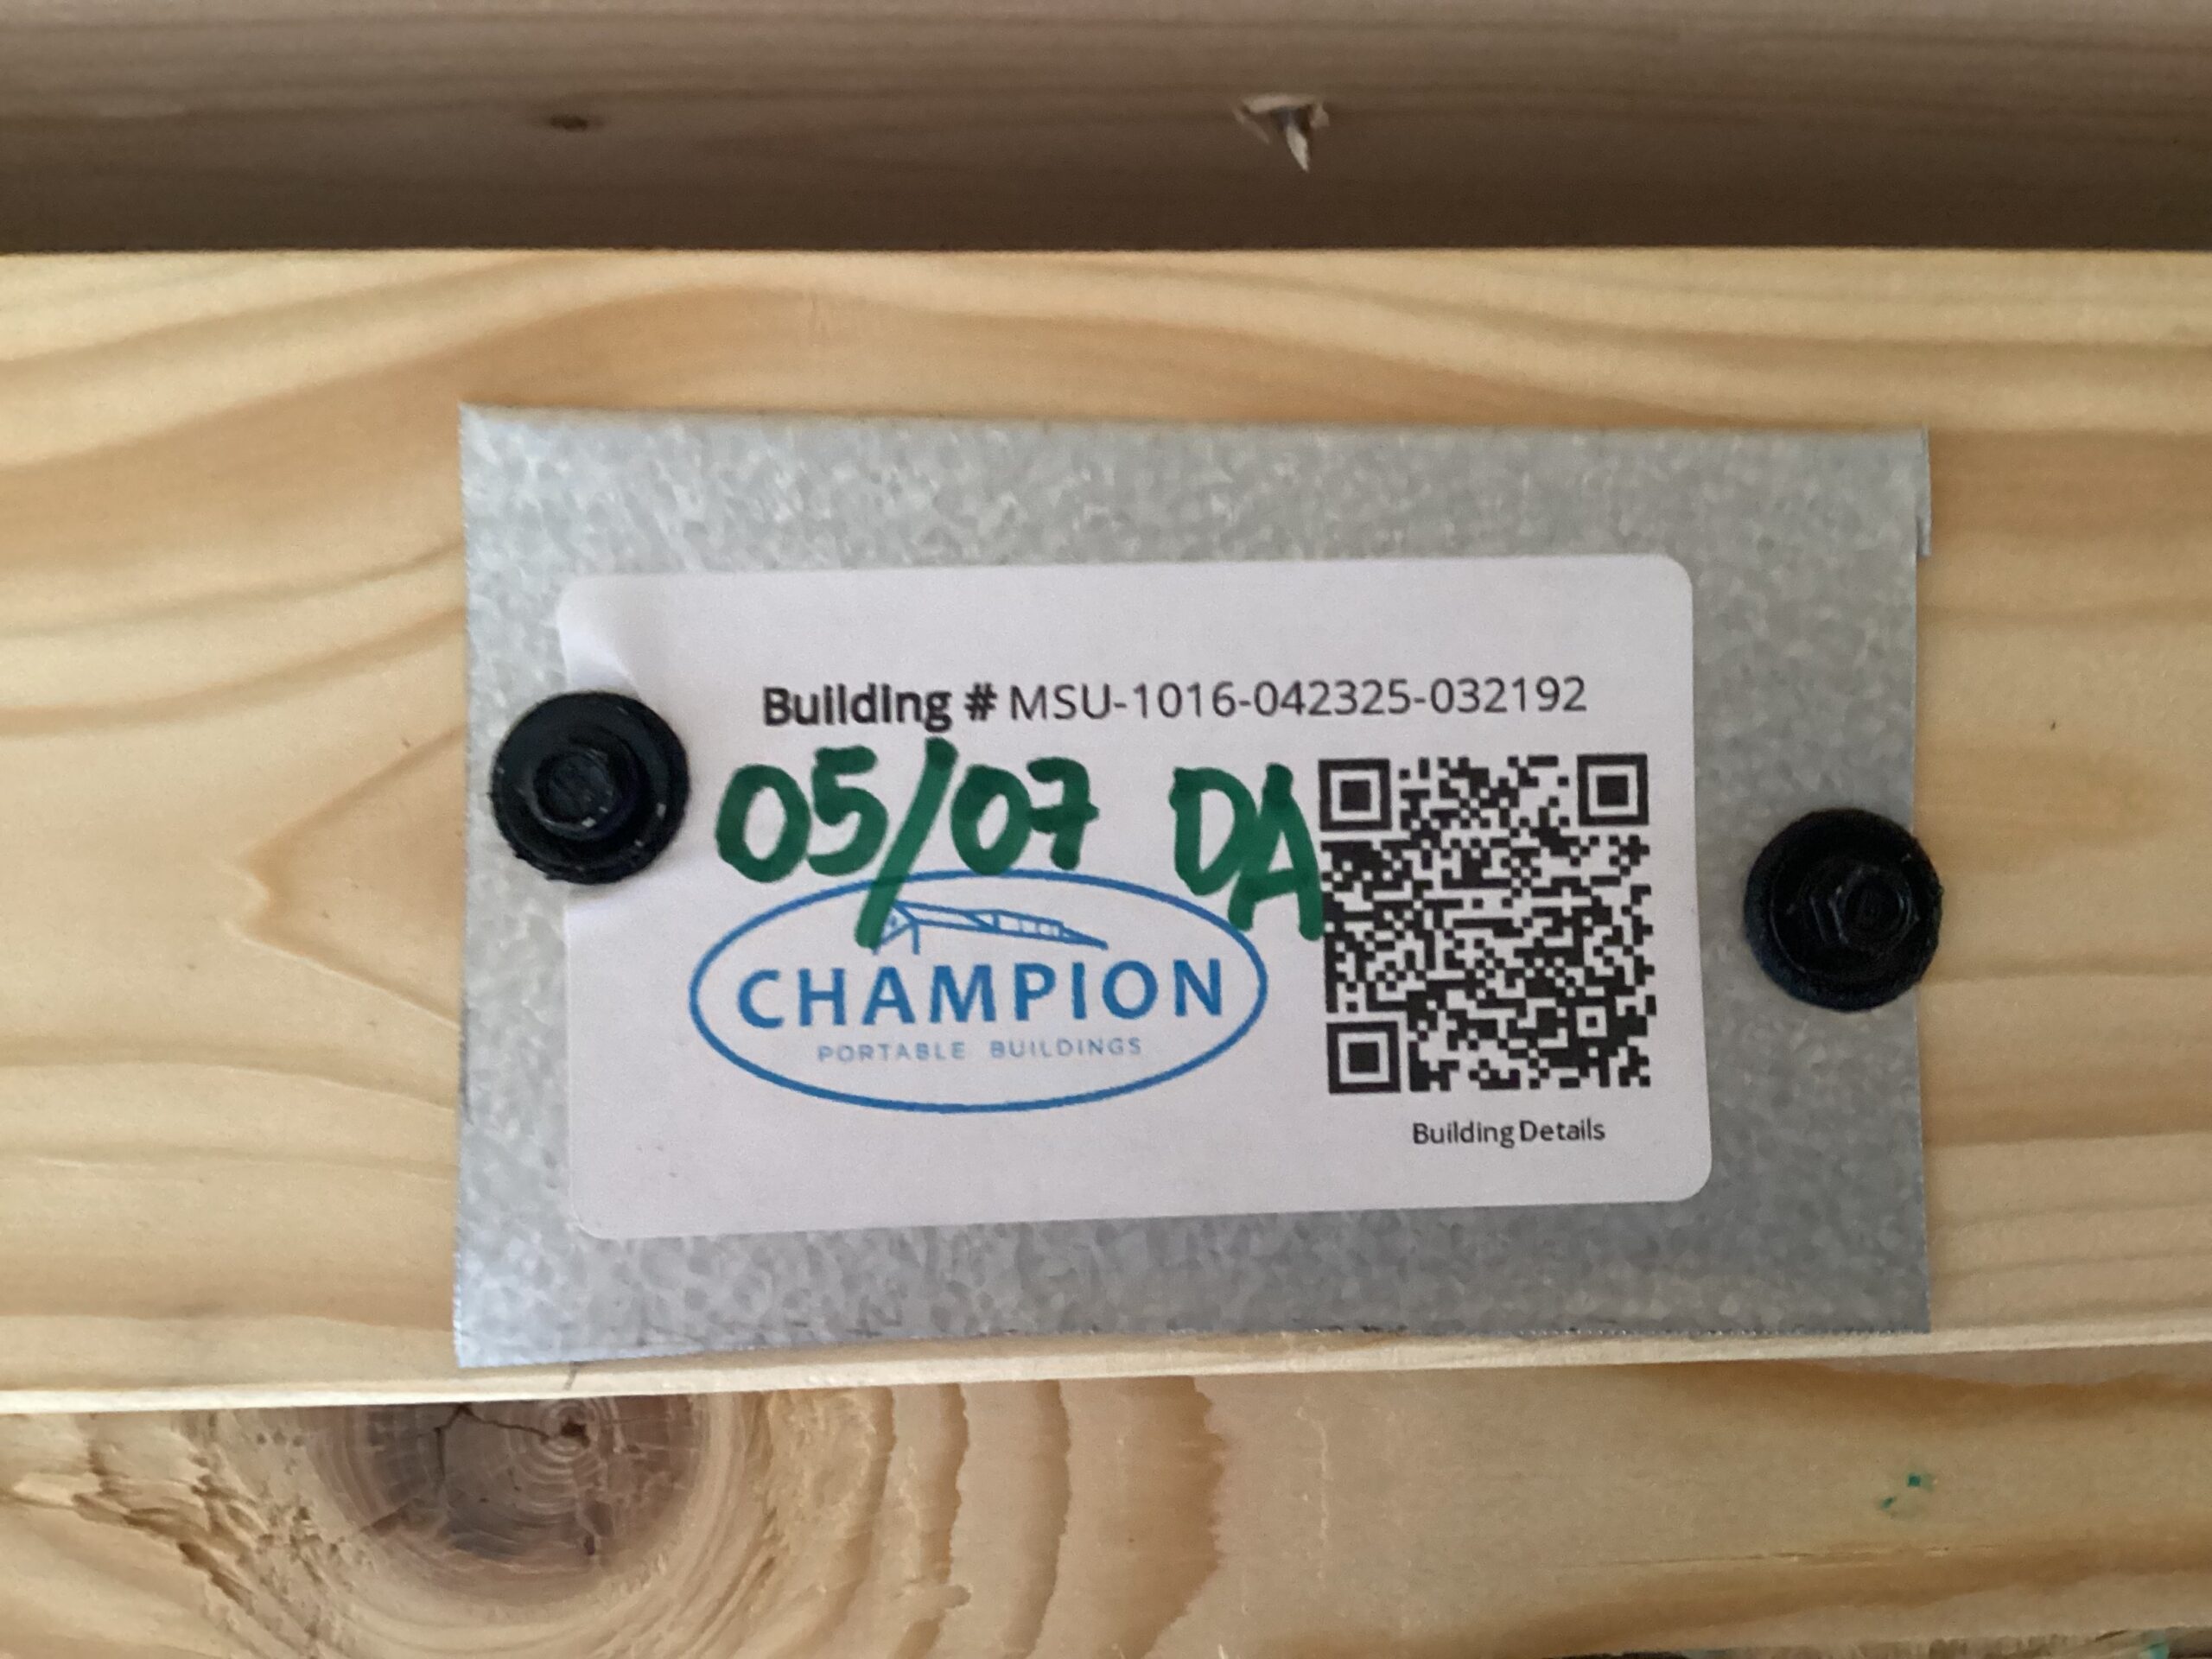 Building # MSU-1016-042325-032192
05/07 DA
CHAMPION
PORTABLE BUILDINGS
Building Details